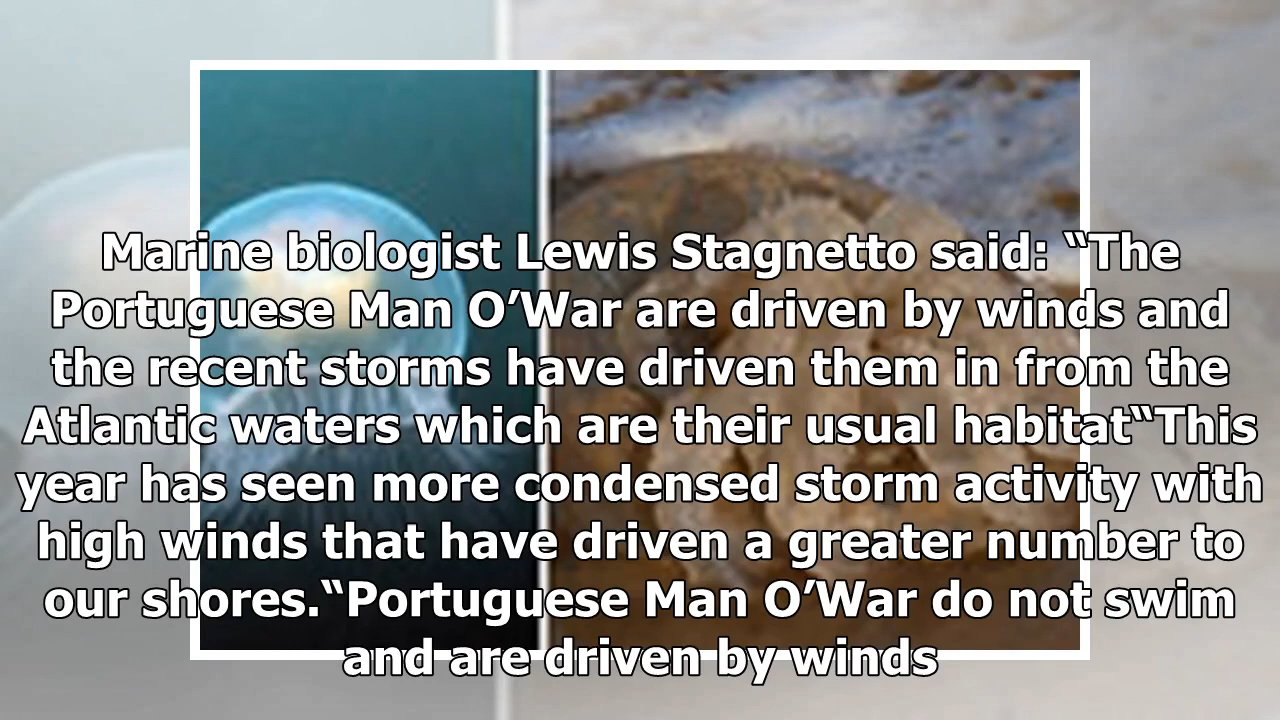 Marine biologist Lewis Stagnetto said: “The
Portuguese Man O’War are driven by winds and
the recent storms have driven them in from the
Atlantic waters which are their usual habitat“This
year has seen more condensed storm activity with
high winds that have driven a greater number to
our shores.“Portuguese Man O’War do not swim
and are driven by winds